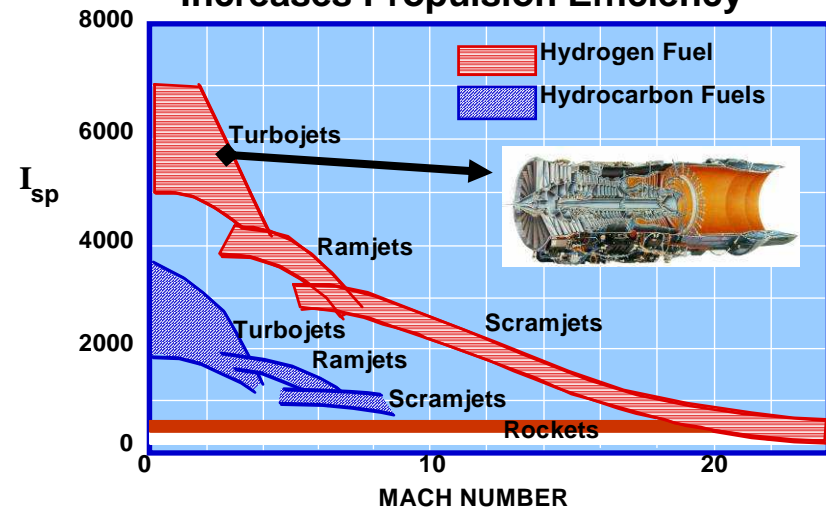 Increases Propulsion Efficiency
8000
Hydrogen Fuel
Hydrocarbon Fuels
6000
Turbojets
I sp
4000
Ramjets
2000
Turbojets
Scramjets
Ramjets
Scramjets
Rockets
0
0
10
20
MACH NUMBER